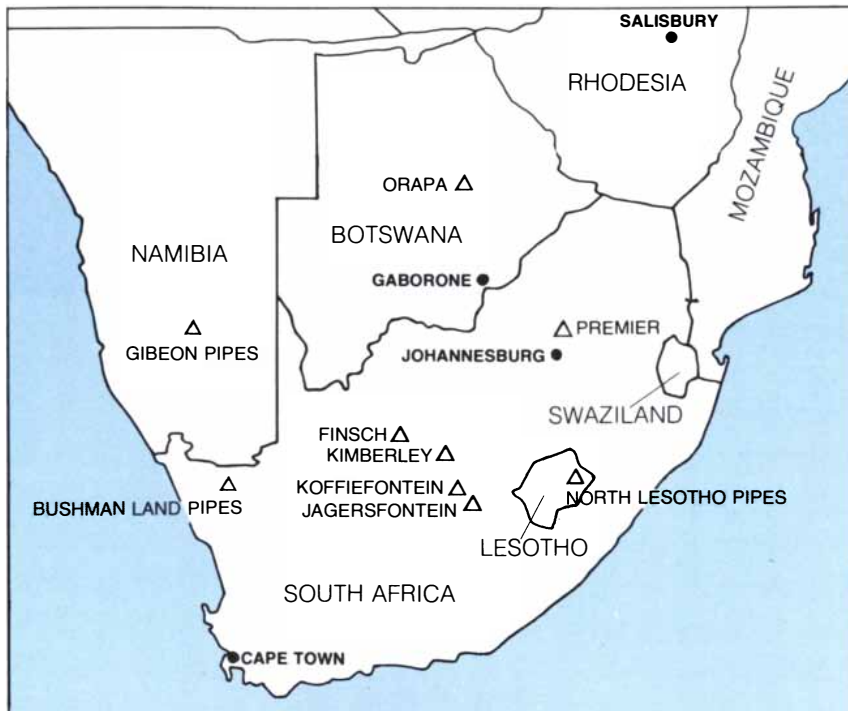 SALISBURY
RHODESIA
MOZAMBIQUE
ORAPA
BOTSWANA
NAMIBIA
GABORONE
GIBEON PIPES
PREMIER
JOHANNESBURG
SWAZILAND
FINSCH
KIMBERLEY
KOFFIEFONTEIN
JAGERSFONTEIN
BUSHMAN LAND PIPES
NORTH LESOTHO PIPES
LESOTHO
SOUTH AFRICA
CAPE TOWN